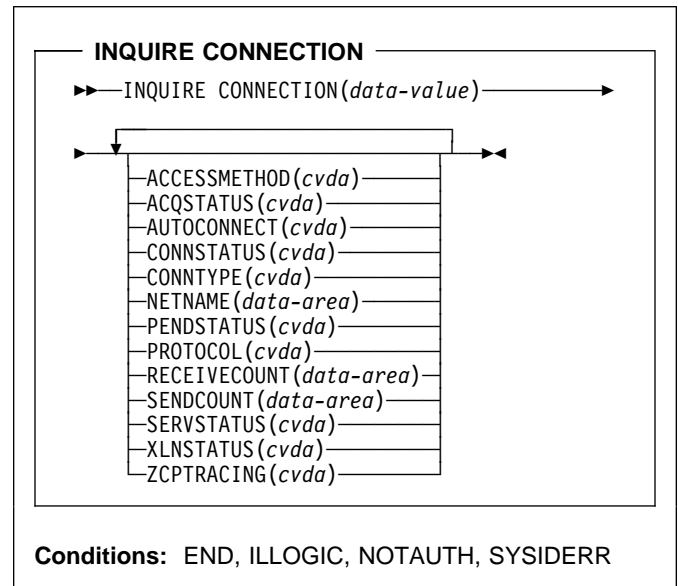 INQUIRE CONNECTION
INQUIRE CONNECTION(data-value)
ACCESSMETHOD(cvda)
ACQSTATUS(cvda)
AUTOCONNECT(cvda)
CONNSTATUS(cvda)
CONNTYPE(cvda)
NETNAME(data-area)
PENDSTATUS(cvda)
PROTOCOL(cvda)
RECEIVECOUNT(data-area)
SENDCOUNT(data-area)
SERVSTATUS(cvda)
XLNSTATUS(cvda)
ZCPTRACING(cvda)
Conditions: END, ILLOGIC, NOTAUTH, SYSIDERR